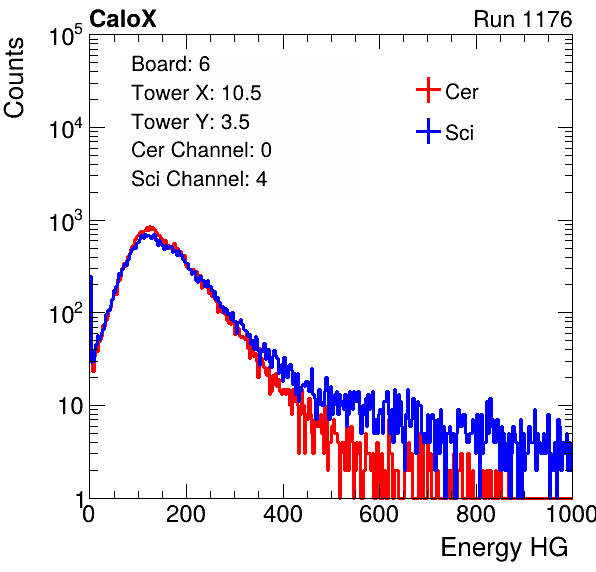 CaloX Run 1176
Counts
10^5
10^4
10^3
10^2
10
1
Board: 6
Tower X: 10.5
Tower Y: 3.5
Cer Channel: 0
Sci Channel: 4
Cer
Sci
0 200 400 600 800 1000
Energy HG